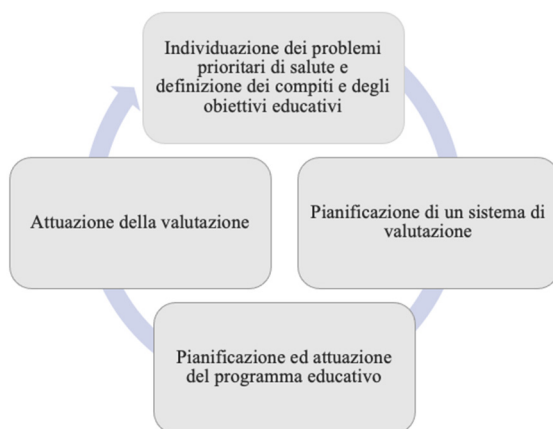 Individuazione dei problemi
prioritari di salute e
definizione dei compiti e degli
obiettivi educativi
Pianificazione di un sistema di
valutazione
Pianificazione ed attuazione
del programma educativo
Attuazione della valutazione